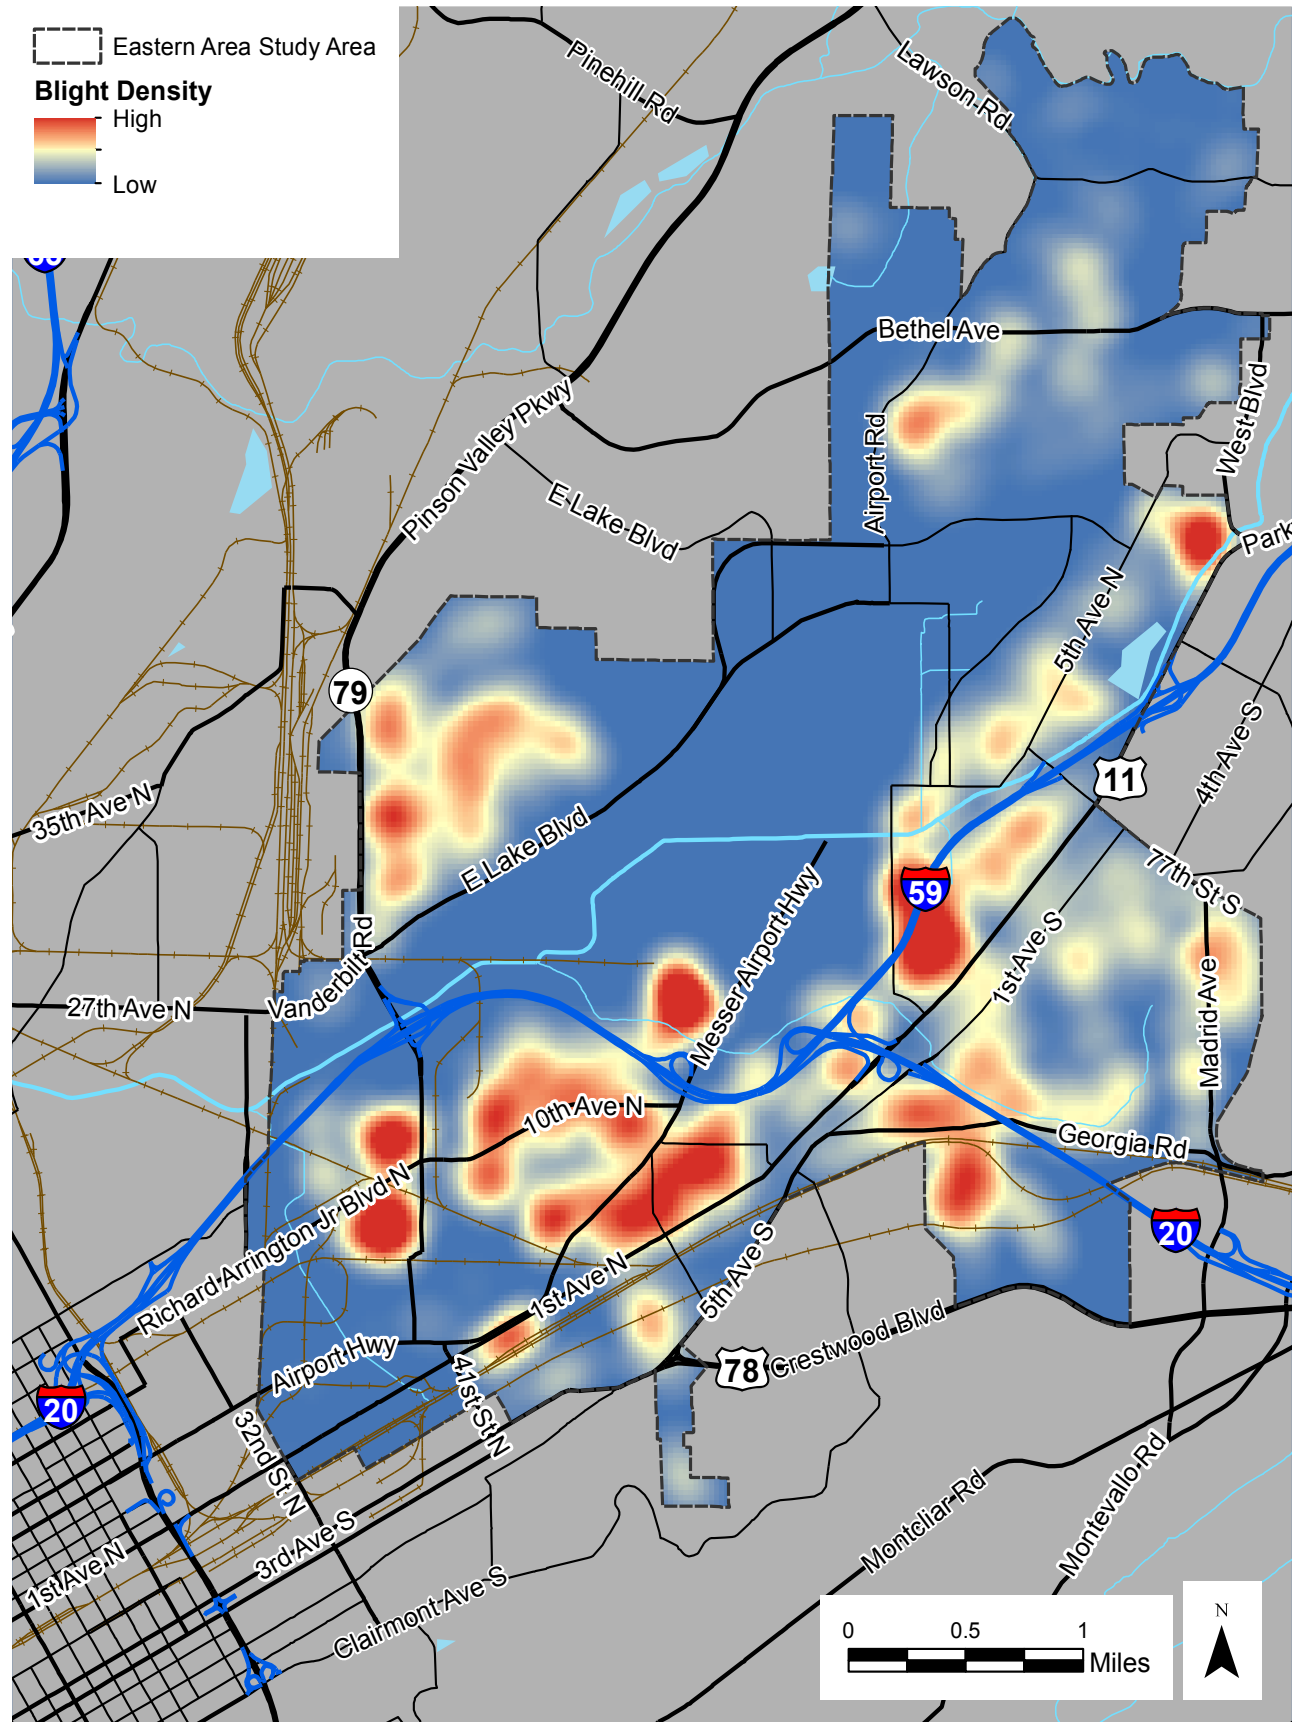 Eastern Area Study Area
Blight Density
High
Low
Pinehill Rd
Lawson Rd
Bethel Ave
West Blvd
Pinson Valley Pkwy
E Lake Blvd
Airport Rd
Park
5th Ave N
79
35th Ave N
4th Ave S
11
E Lake Blvd
77th St S
59
Messer Airport Hwy
1st Ave S
Madrid Ave
Vanderbilt Rd
27th Ave N
10th Ave N
Georgia Rd
Richard Arrington Jr Blvd N
20
1st Ave N
5th Ave S
Airport Hwy
78
Crestwood Blvd
41st St N
20
32nd St N
3rd Ave S
1st Ave N
Clairmont Ave S
Montcliar Rd
Montevallo Rd
0 0.5 1
Miles
N